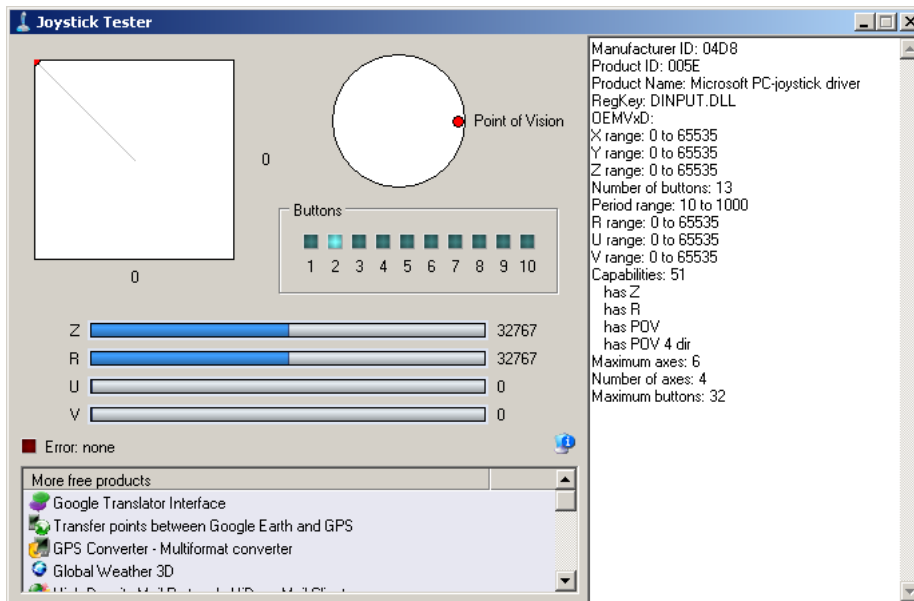 Joystick Tester
0
0
Point of Vision
Buttons
1 2 3 4 5 6 7 8 9 10
Z 32767
R 32767
U 0
V 0
Error: none
More free products
Google Translator Interface
Transfer points between Google Earth and GPS
GPS Converter - Multiformat converter
Global Weather 3D
Manufacturer ID: 04D8
Product ID: 005E
Product Name: Microsoft PC-joystick driver
RegKey: DINPUT.DLL
OEMVxD:
X range: 0 to 65535
Y range: 0 to 65535
Z range: 0 to 65535
Number of buttons: 13
Period range: 10 to 1000
R range: 0 to 65535
U range: 0 to 65535
V range: 0 to 65535
Capabilities: 51
has Z
has R
has POV
has POV 4 dir
Maximum axes: 6
Number of axes: 4
Maximum buttons: 32